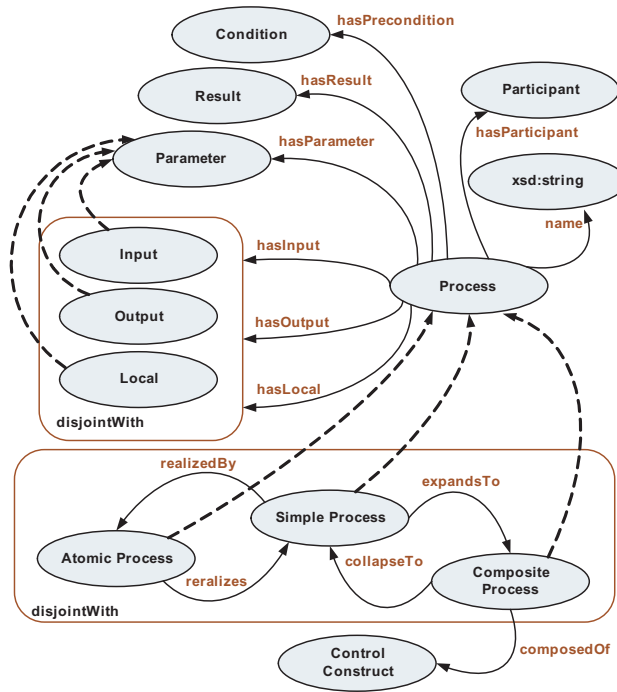 hasPrecondition
Condition
hasResult
Result
Participant
hasParticipant
hasParameter
Parameter
xsd:string
name
Input
hasInput
Process
Output
hasOutput
Local
hasLocal
disjointWith
realizedBy
expandsTo
Simple Process
Atomic Process
collapseTo
reralizes
Composite
Process
disjointWith
composedOf
Control
Construct